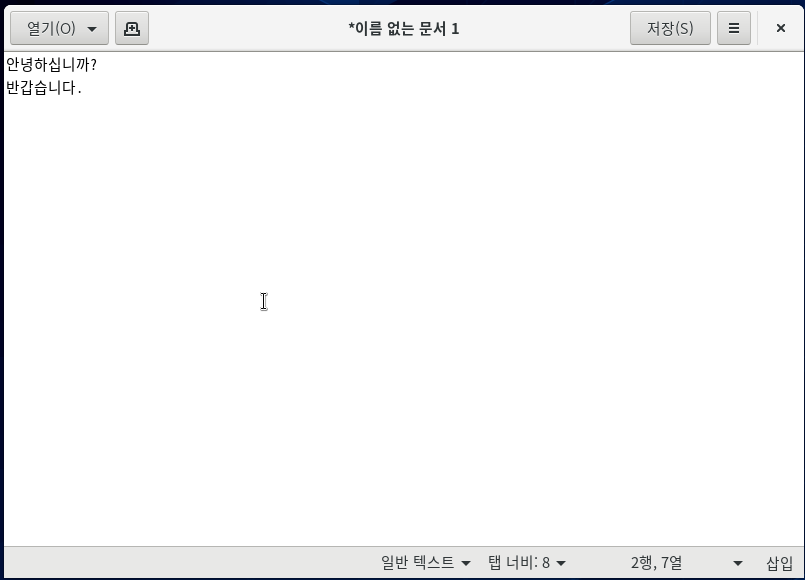 열기(O)
*이름 없는 문서 1
저장(S)
안녕하십니까?
반갑습니다.
일반 텍스트
탭 너비: 8
2행, 7열
삽입